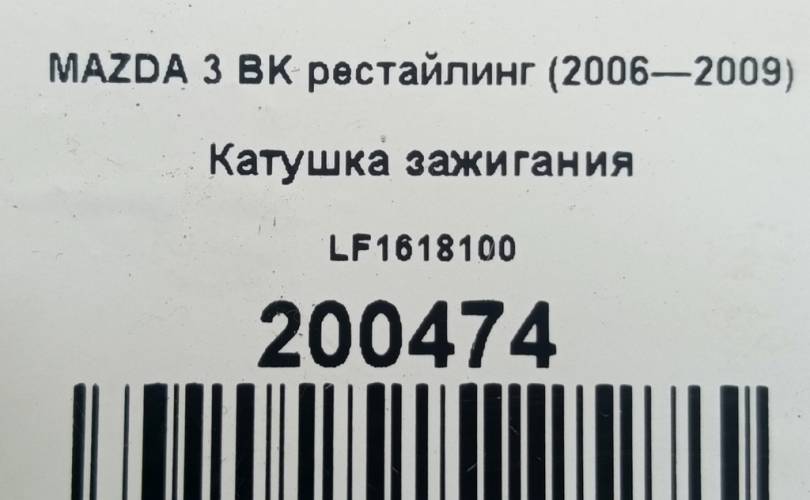 MAZDA 3 BK рестайлинг (2006—2009)
Катушка зажигания
LF1618100
200474